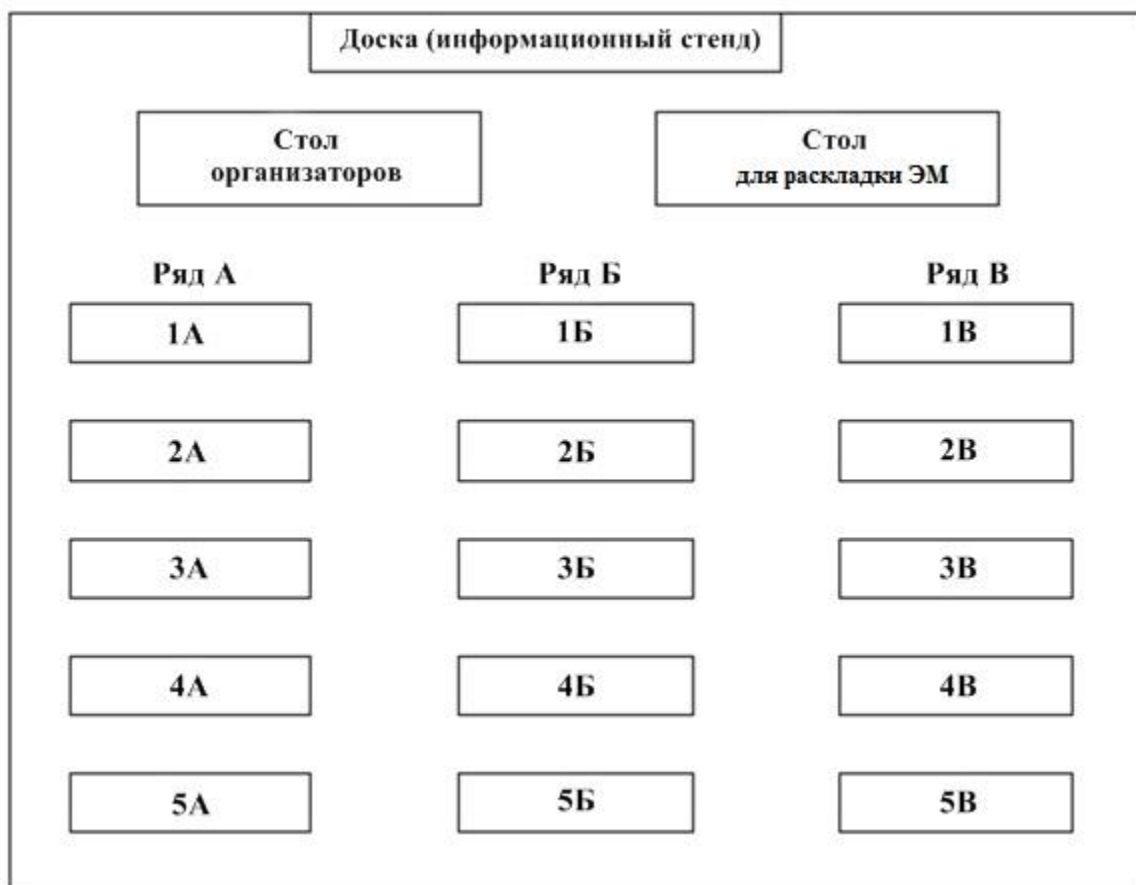 Доска (информационный стенд)
Стол
организаторов
Стол
для раскладки ЭМ
Ряд А
Ряд Б
Ряд В
1А
1Б
1В
2А
2Б
2В
3А
3Б
3В
4А
4Б
4В
5А
5Б
5В